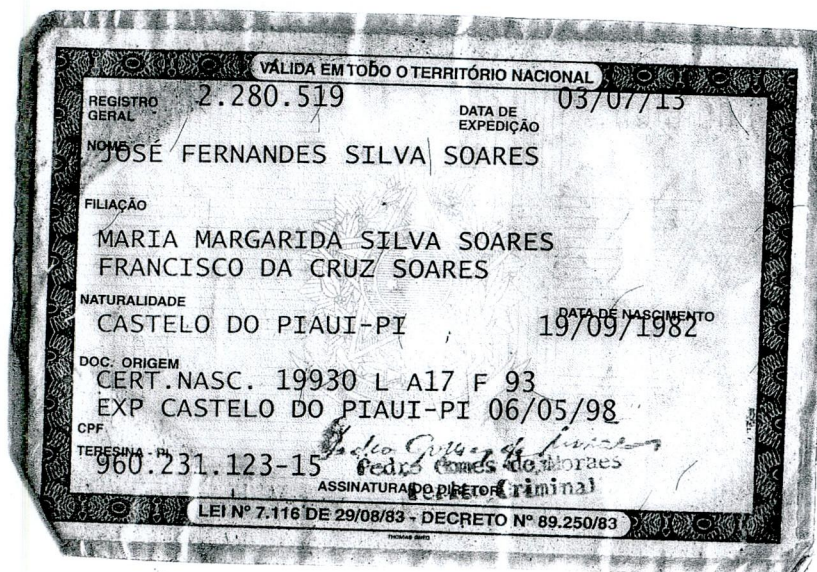 VÁLIDA EM TODO O TERRITÓRIO NACIONAL
REGISTRO GERAL 2.280.519 DATA DE EXPEDIÇÃO 03/07/13
NOME JOSÉ FERNANDES SILVA SOARES
FILIAÇÃO
MARIA MARGARIDA SILVA SOARES
FRANCISCO DA CRUZ SOARES
NATURALIDADE DATA DE NASCIMENTO
CASTELO DO PIAUI-PI 19/09/1982
DOC. ORIGEM
CERT.NASC. 19930 L A17 F 93
EXP CASTELO DO PIAUI-PI 06/05/98
CPF
TERESINA - PI
960.231.123-15 Pedro Gomes de Moraes
ASSINATURA DO DIRETOR Perito Criminal
LEI Nº 7.116 DE 29/08/83 - DECRETO Nº 89.250/83